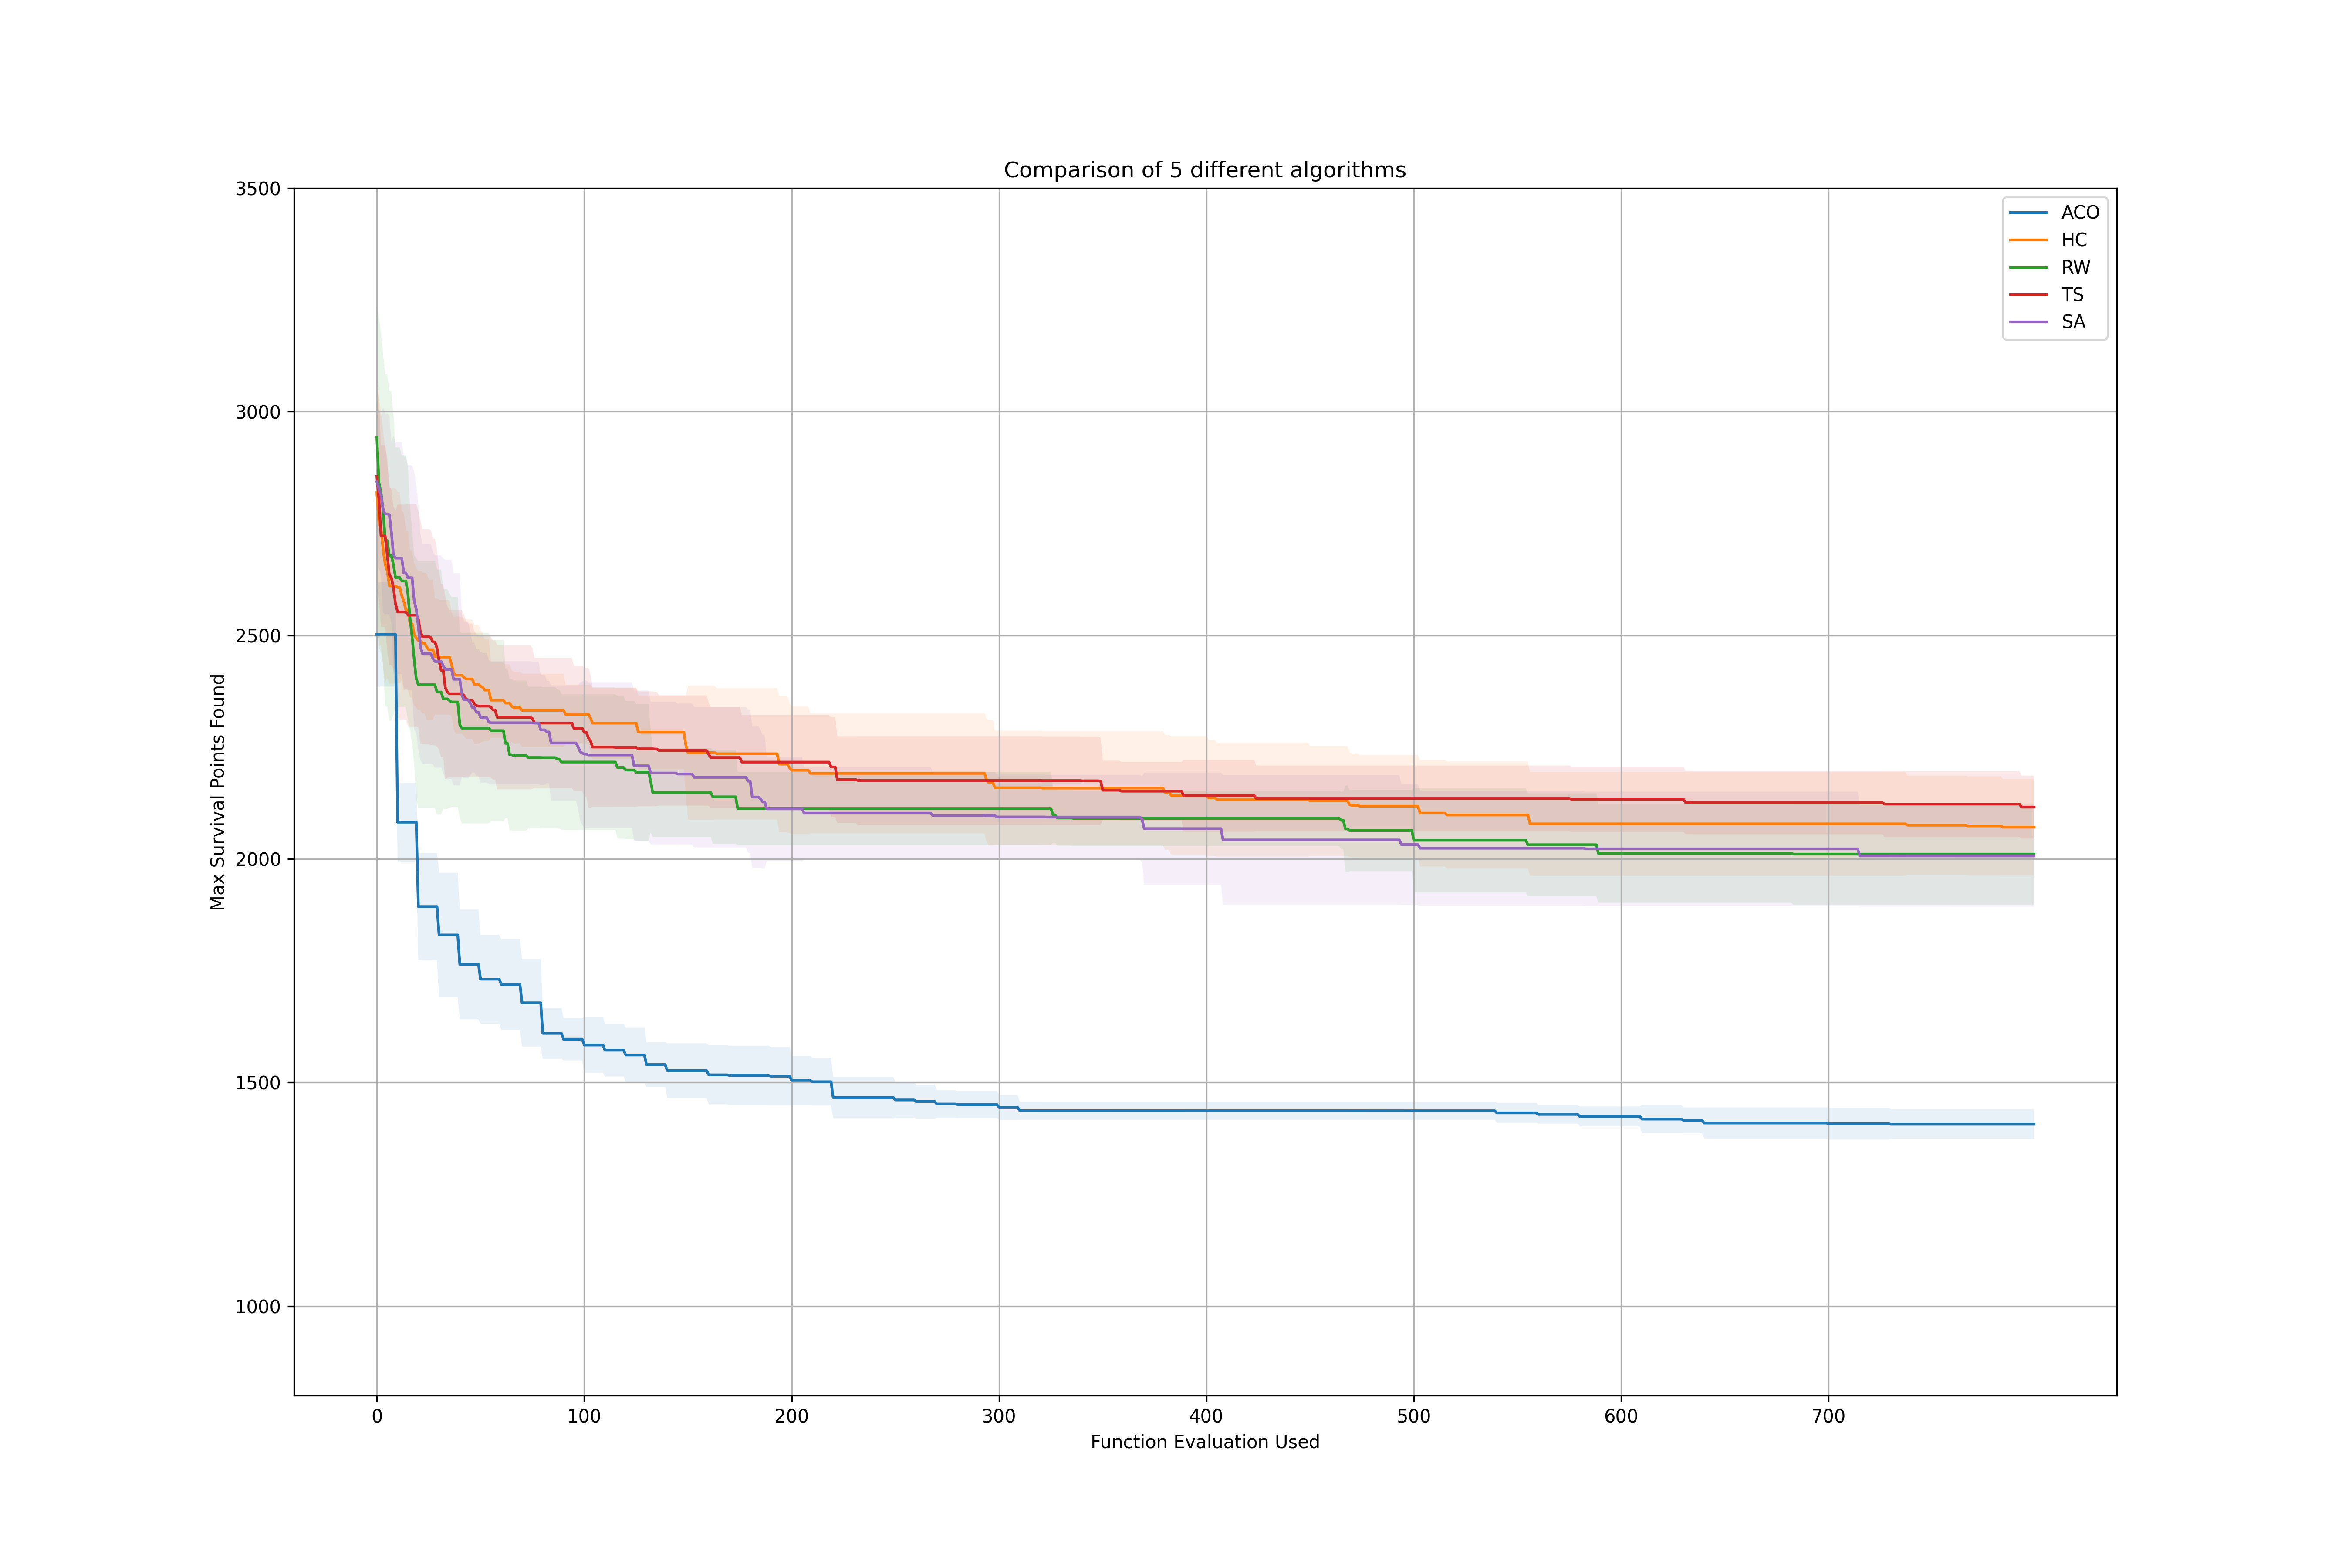 Comparison of 5 different algorithms
3500
3000
2500
2000
1500
1000
Max Survival Points Found
ACO
HC
RW
TS
SA
0 100 200 300 400 500 600 700
Function Evaluation Used